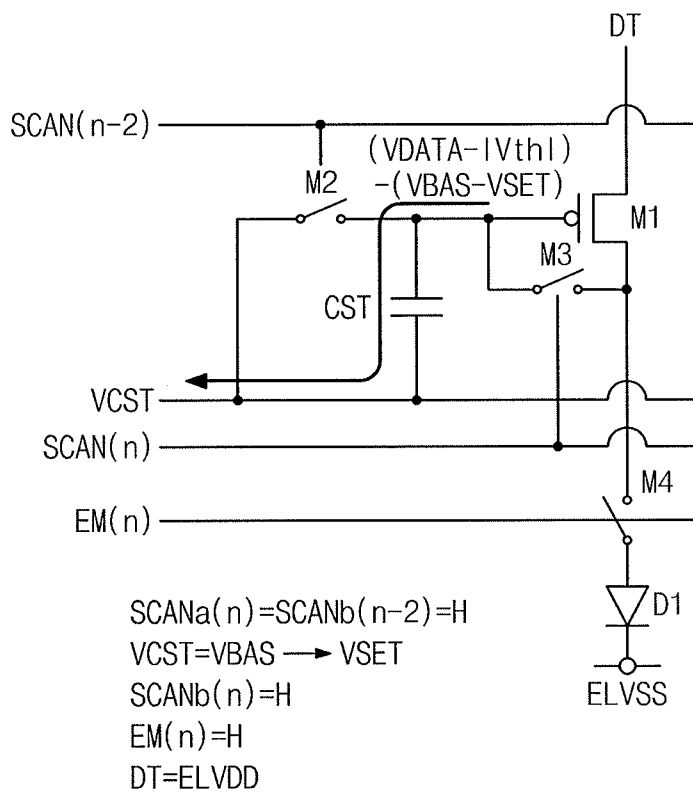 DT
SCAN(n-2)
(VDATA-|Vth|)
-(VBAS-VSET)
M2
M1
M3
CST
VCST
SCAN(n)
M4
EM(n)
D1
SCANa(n)=SCANb(n-2)=H
VCST=VBAS → VSET
ELVSS
SCANb(n)=H
EM(n)=H
DT=ELVDD